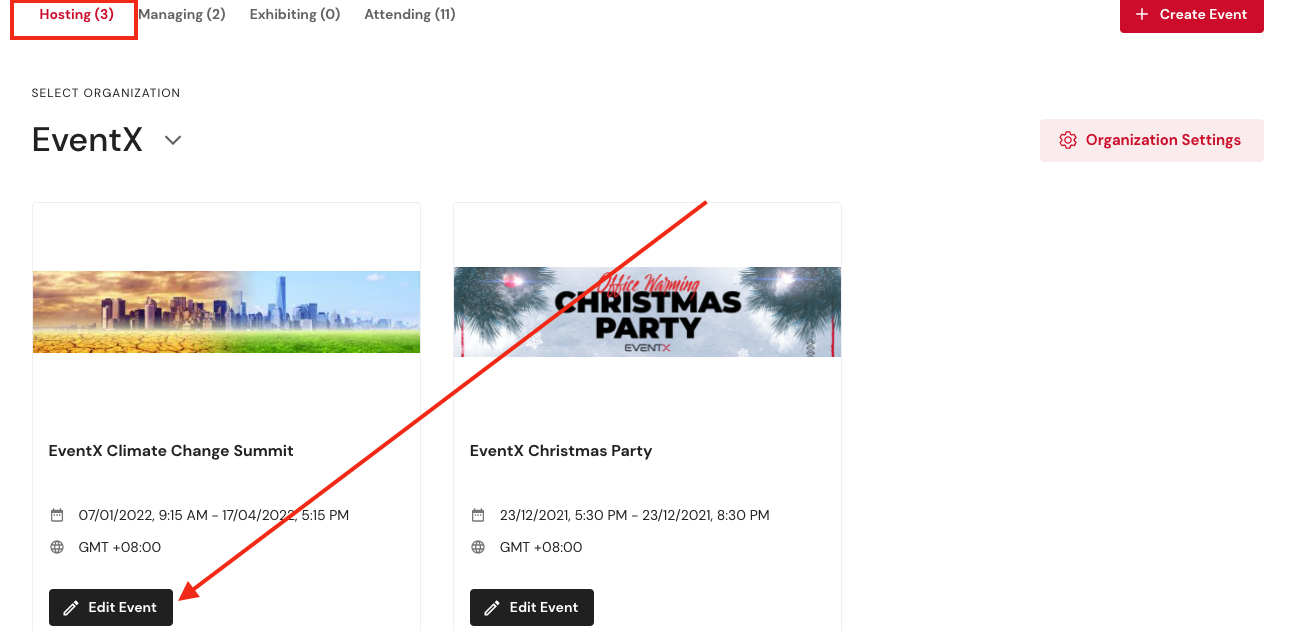 Hosting (3) Managing (2) Exhibiting (0) Attending (11) + Create Event
SELECT ORGANIZATION
EventX Organization Settings
Office Warming
CHRISTMAS
PARTY
EVENTX
EventX Climate Change Summit EventX Christmas Party
07/01/2022, 9:15 AM - 17/04/2022, 5:15 PM 23/12/2021, 5:30 PM - 23/12/2021, 8:30 PM
GMT +08:00 GMT +08:00
Edit Event Edit Event